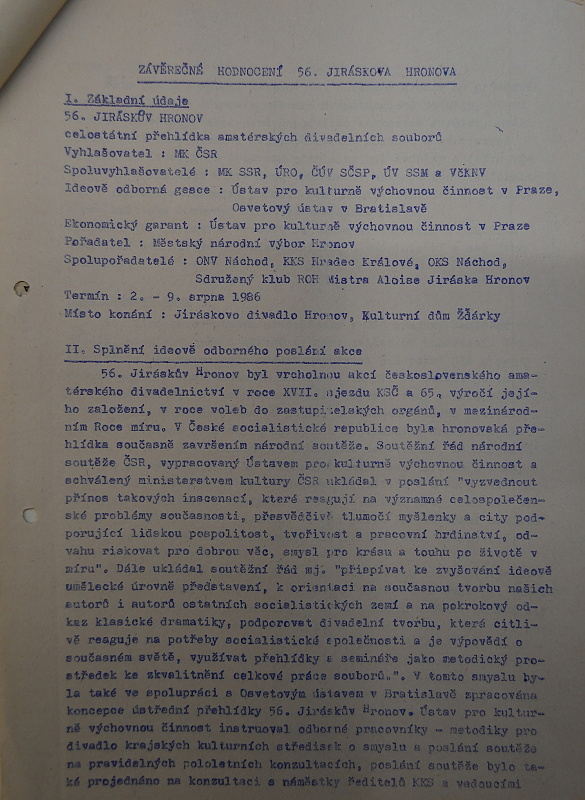 ZÁVĚREČNÉ HODNOCENÍ 56. JIRÁSKOVA HRONOVA
I. Základní údaje
56. JIRÁSKŮV HRONOV
celostátní přehlídka amatérských divadelních souborů
Vyhlašovatel : MK ČSR
Spoluvyhlašovatelé : MK SSR, ÚRO, ČÚV SČSP, ÚV SSM a VčKNV
Ideově odborná gesce : Ústav pro kulturně výchovnou činnost v Praze,
Osvetový ústav v Bratislavě
Ekonomický garant : Ústav pro kulturně výchovnou činnost v Praze
Pořadatel : Městský národní výbor Hronov
Spolupořadatelé : ONV Náchod, KKS Hradec Králové, OKS Náchod,
Sdružený klub ROH Mistra Aloise Jiráska Hronov
Termín : 2. - 9. srpna 1986
Místo konání : Jiráskovo divadlo Hronov, Kulturní dům Žďárky
II. Splnění ideově odborného poslání akce
56. Jiráskův Hronov byl vrcholnou akcí československého ama-
térského divadelnictví v roce XVII. sjezdu KSČ a 65. výročí její-
ho založení, v roce voleb do zastupitelských orgánů, v mezinárod-
ním Roce míru. V České socialistické republice byla hronovská pře-
hlídka současně završením národní soutěže. Soutěžní řád národní
soutěže ČSR, vypracovaný Ústavem pro kulturně výchovnou činnost a
schválený ministerstvem kultury ČSR ukládal v poslání "vyzvednout
přínos takových inscenací, které reagují na významné celospolečen-
ské problémy současnosti, přesvědčivě tlumočí myšlenky a city pod-
porující lidskou pospolitost, tvořivost a pracovní hrdinství, od-
vahu riskovat pro dobrou věc, smysl pro krásu a touhu po životě v
míru". Dále ukládal soutěžní řád mj. "přispívat ke zvyšování ideově
umělecké úrovně představení, k orientaci na současnou tvorbu našich
autorů i autorů ostatních socialistických zemí a na pokrokový od-
kaz klasické dramatiky, podporovat divadelní tvorbu, která citli-
vě reaguje na potřeby socialistické společnosti a je výpovědí o
současném světě, využívat přehlídky a semináře jako metodický pro-
středek ke zkvalitnění celkové práce souborů.". V tomto smyslu by-
la také ve spolupráci s Osvetovým ústavem v Bratislavě zpracována
koncepce ústřední přehlídky 56. Jiráskův Hronov. Ústav pro kultur-
ně výchovnou činnost instruoval odborné pracovníky - metodiky pro
divadlo krajských kulturních středisek o smyslu a poslání soutěže
na pravidelných pololetních konzultacích, poslání soutěže bylo ta-
ké projednáno na konzultaci s náměstky ředitelů KKS a vedoucími